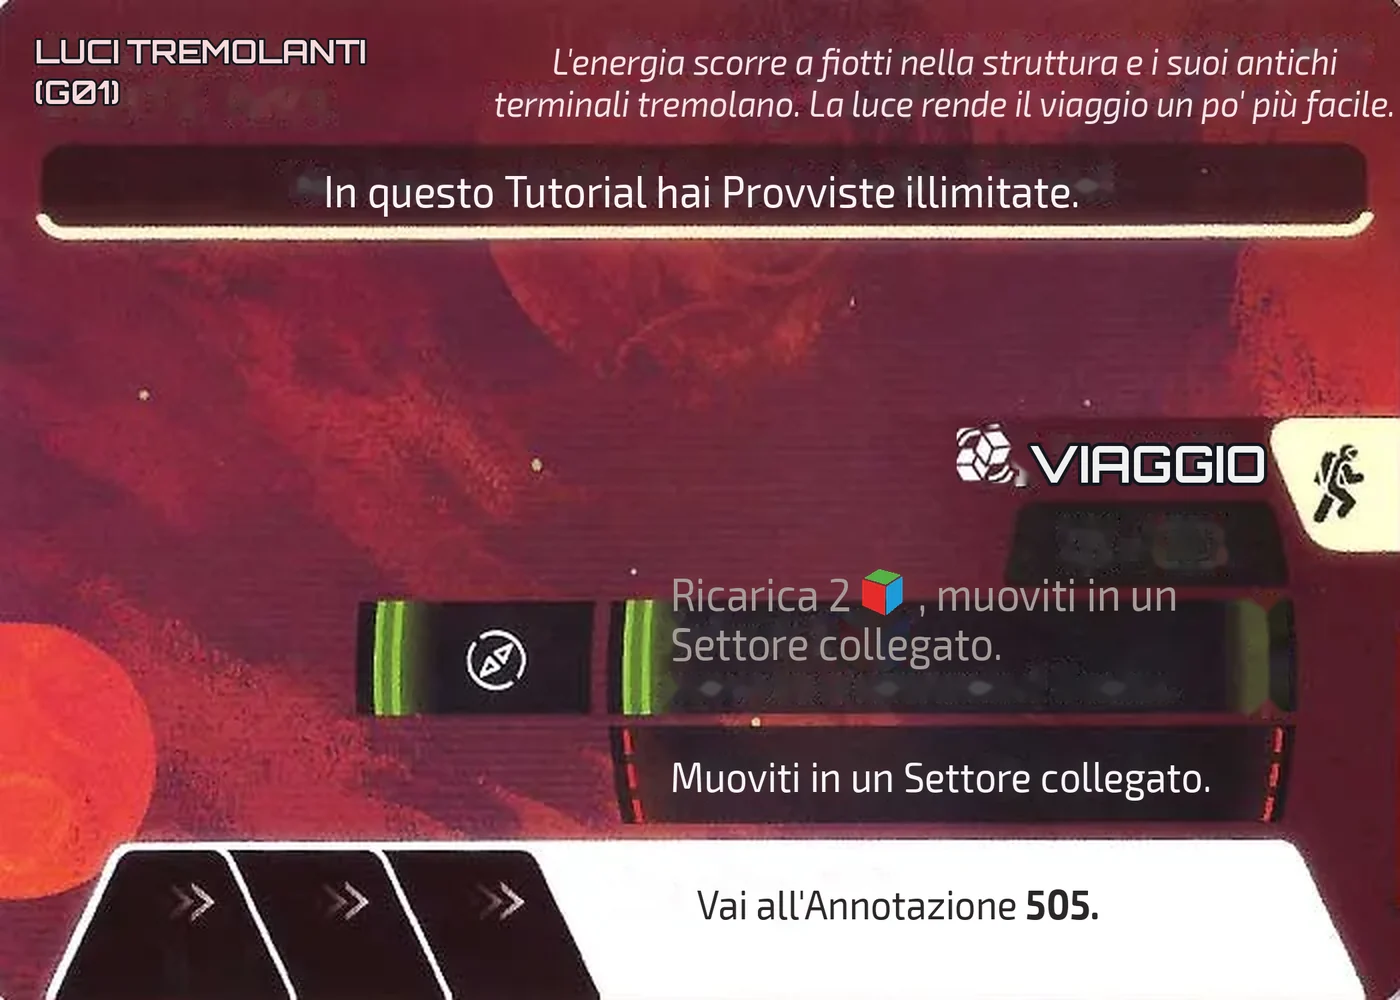 LUCI TREMOLANTI
(G01)
L'energia scorre a fiotti nella struttura e i suoi antichi
terminali tremolano. La luce rende il viaggio un po' più facile.
In questo Tutorial hai Provviste illimitate.
VIAGGIO
Ricarica 2 , muoviti in un
Settore collegato.
Muoviti in un Settore collegato.
Vai all'Annotazione 505.